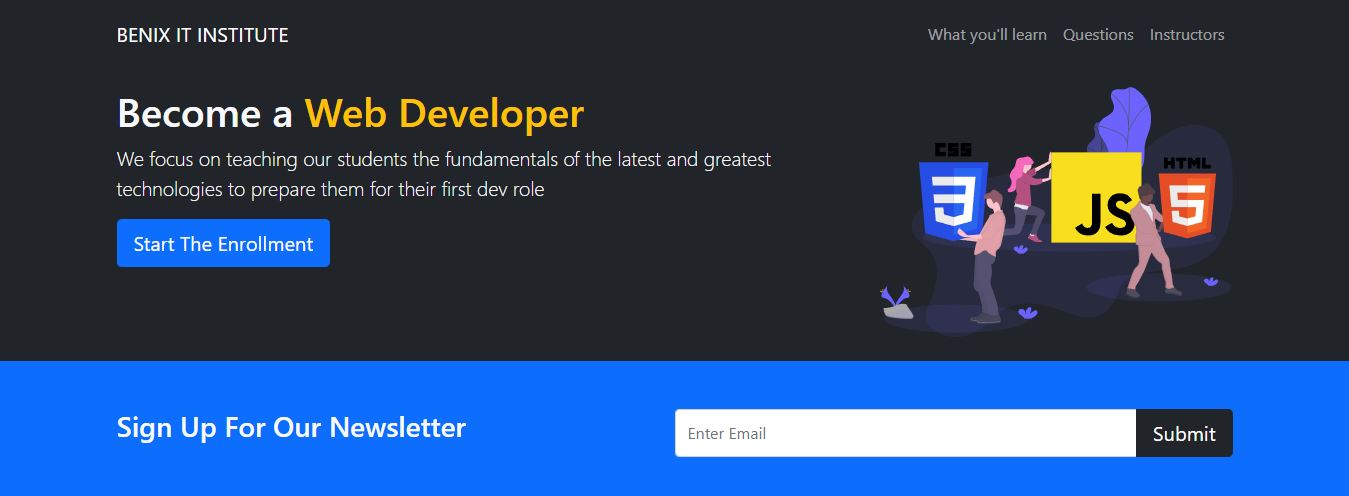 BENIX IT INSTITUTE
What you'll learn Questions Instructors
Become a Web Developer
We focus on teaching our students the fundamentals of the latest and greatest
technologies to prepare them for their first dev role
Start The Enrollment
CSS
3
JS
HTML
5
Sign Up For Our Newsletter
Enter Email
Submit